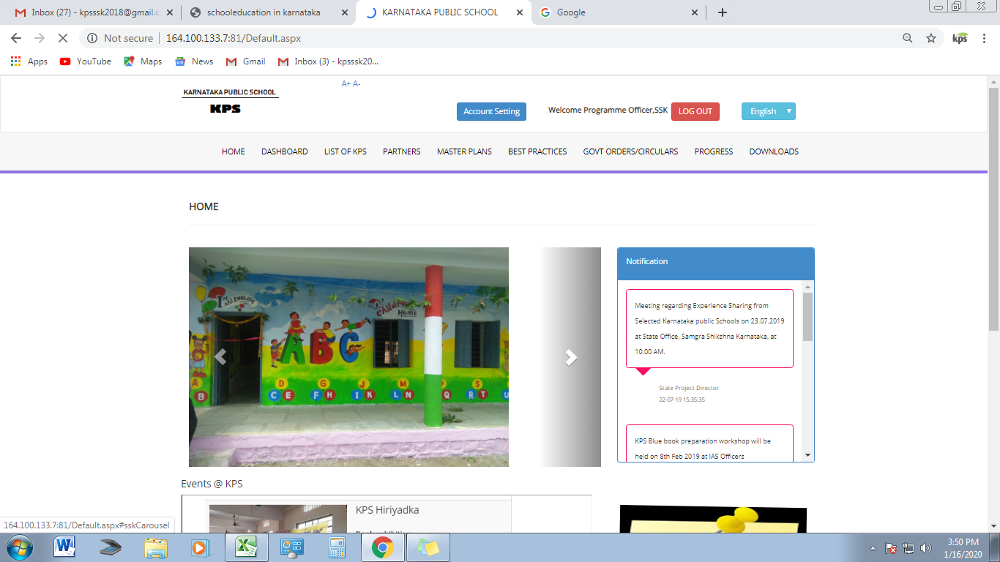 Inbox (27) - kpsssk2018@gmail.c
schooleducation in karnataka
KARNATAKA PUBLIC SCHOOL
Google
Not secure
164.100.133.7:81/Default.aspx
kps
Apps
YouTube
Maps
News
Gmail
Inbox (3) - kpsssk20...
A+ A-
KARNATAKA PUBLIC SCHOOL
KPS
Account Setting
Welcome Programme Officer,SSK
LOG OUT
English
HOME
DASHBOARD
LIST OF KPS
PARTNERS
MASTER PLANS
BEST PRACTICES
GOVT ORDERS/CIRCULARS
PROGRESS
DOWNLOADS
HOME
1st std ENGLISH
Children
Home
A B C
A D G J M P S
B C E F H I K L N Q R T U
Notification
Meeting regarding Experience Sharing from
Selected Karnataka public Schools on 23.07.2019
at State Office, Samgra Shikshna Karnataka, at
10:00 AM.
State Project Director
22-07-19 15:35:35
KPS Blue book preparation workshop will be
held on 8th Feb 2019 at IAS Officers
Events @ KPS
KPS Hiriyadka
164.100.133.7:81/Default.aspx#sskCarousel
3:50 PM
1/16/2020